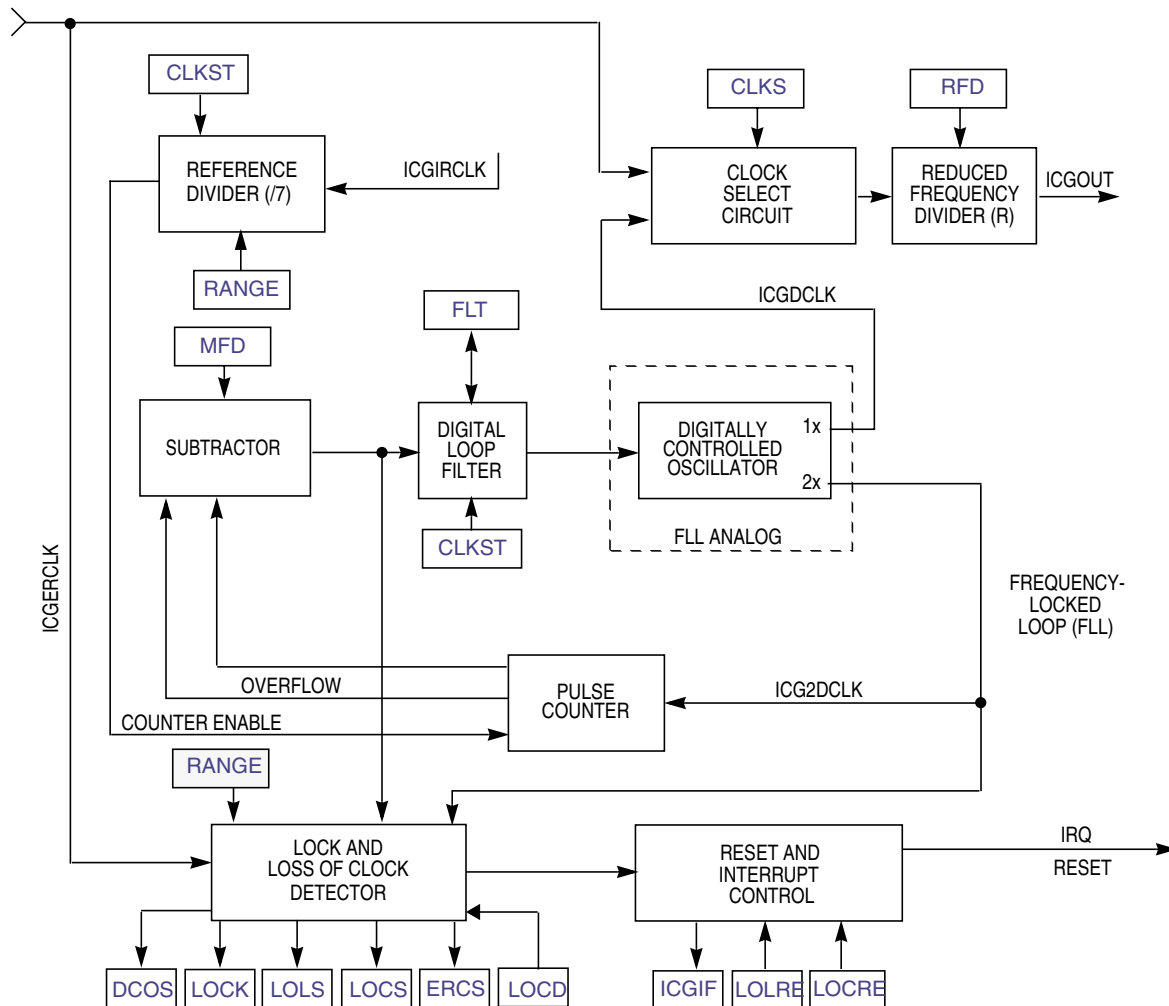 CLKST
CLKS
RFD
REFERENCE
DIVIDER (/7)
ICGIRCLK
CLOCK
SELECT
CIRCUIT
REDUCED
FREQUENCY
DIVIDER (R)
ICGOUT
RANGE
FLT
ICGDCLK
MFD
SUBTRACTOR
DIGITAL
LOOP
FILTER
DIGITALLY
CONTROLLED
OSCILLATOR
1x
2x
CLKST
FLL ANALOG
ICGERCLK
FREQUENCY-
LOCKED
LOOP (FLL)
OVERFLOW
PULSE
COUNTER
ICG2DCLK
COUNTER ENABLE
RANGE
LOCK AND
LOSS OF CLOCK
DETECTOR
RESET AND
INTERRUPT
CONTROL
IRQ
RESET
DCOS
LOCK
LOLS
LOCS
ERCS
LOCD
ICGIF
LOLRE
LOCRE